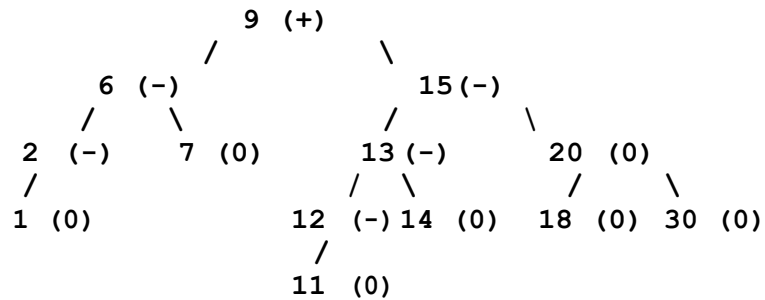 9 (+)
6 (-) 15(-)
2 (-) 7 (0) 13(-) 20 (0)
1 (0) 12 (-) 14 (0) 18 (0) 30 (0)
11 (0)